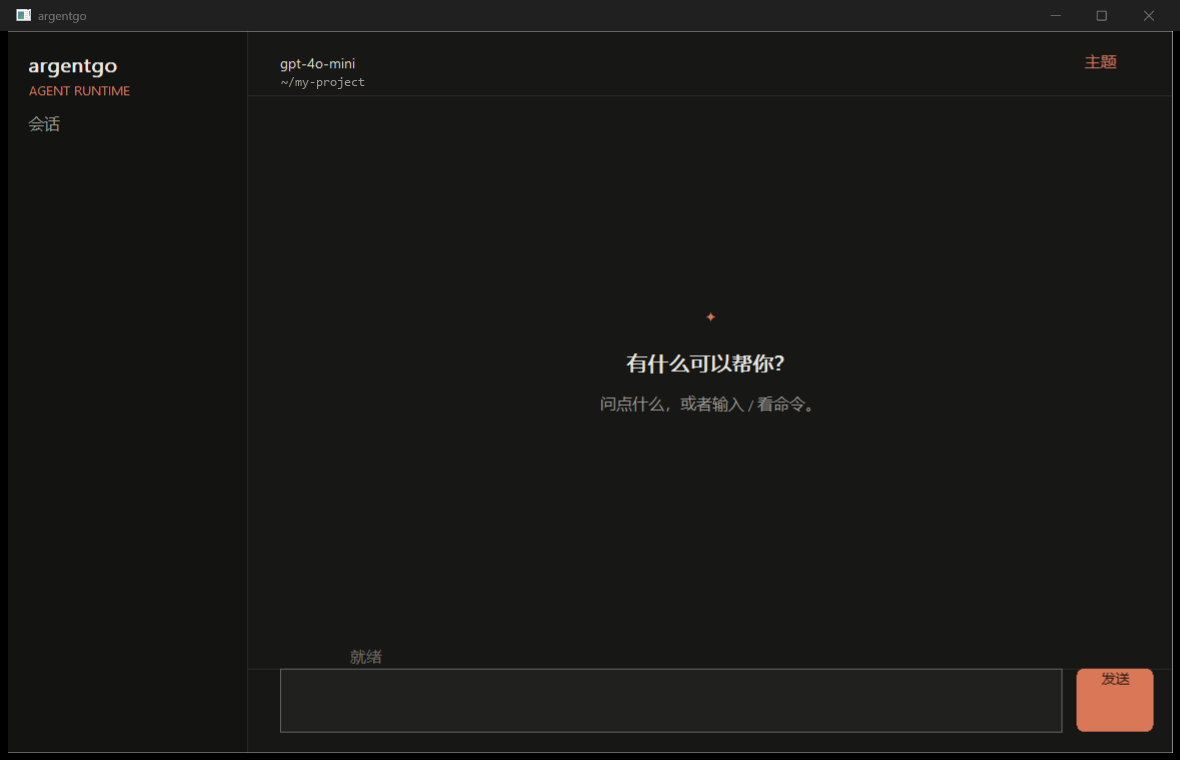 argentgo
argentgo
AGENT RUNTIME
会话
gpt-4o-mini
~/my-project
主题
✦
有什么可以帮你?
问点什么，或者输入 / 看命令。
就绪
发送